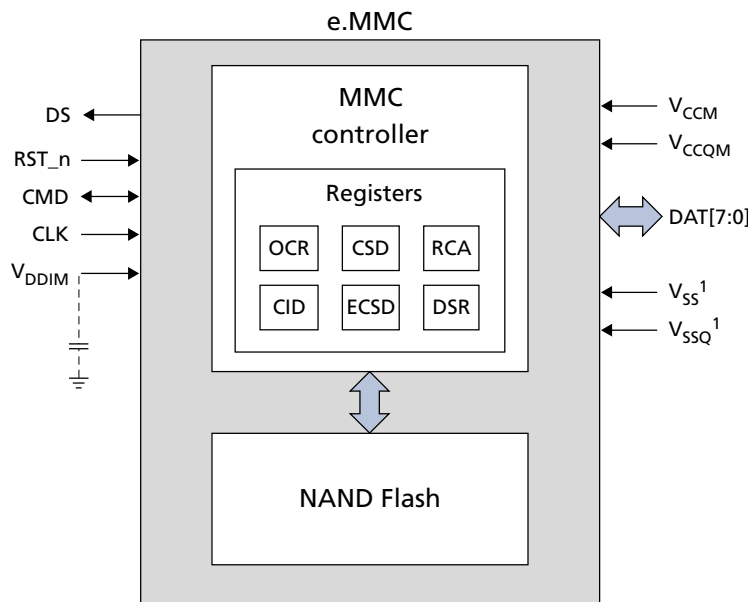 e.MMC
MMC
controller
Registers
OCR CSD RCA
CID ECSD DSR
NAND Flash
DS
RST_n
CMD
CLK
VDDIM
VCCM
VCCQM
DAT[7:0]
VSS1
VSSQ1